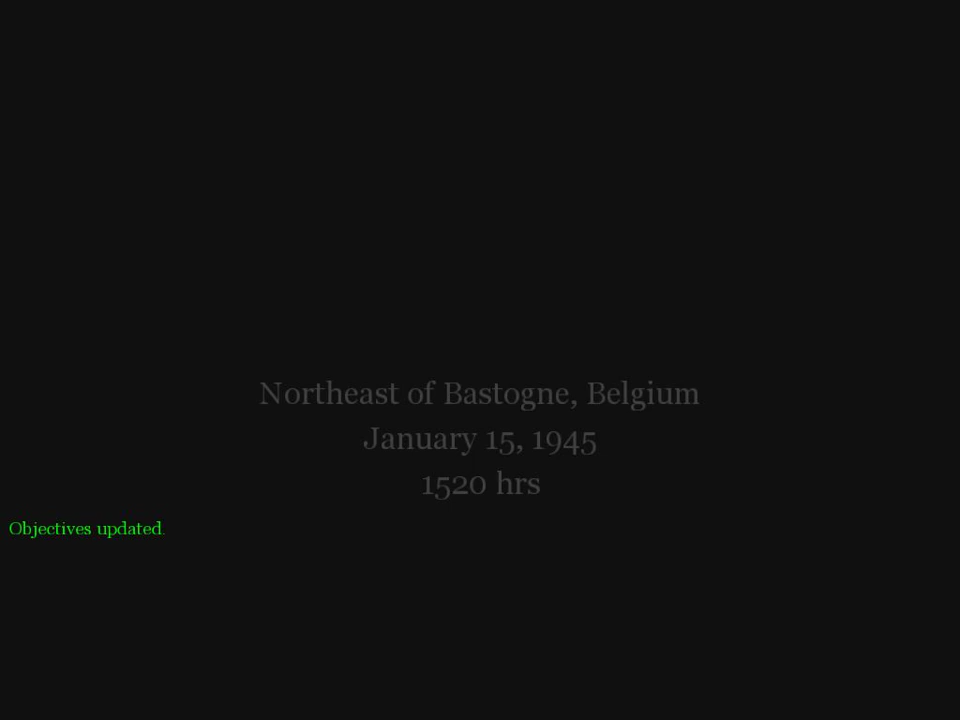 Northeast of Bastogne, Belgium
January 15, 1945
1520 hrs
Objectives updated.